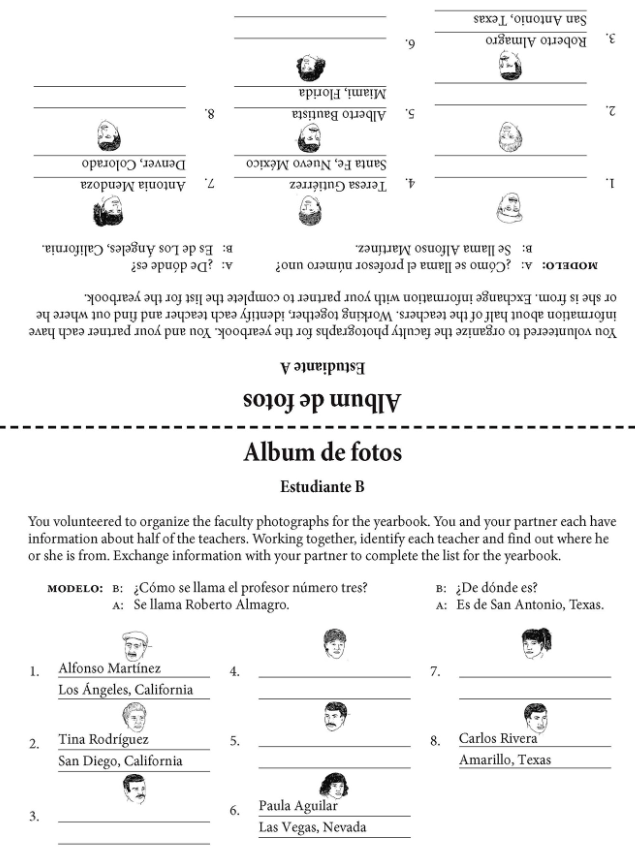 Album de fotos
Estudiante A
You volunteered to organize the faculty photographs for the yearbook. You and your partner each have
information about half of the teachers. Working together, identify each teacher and find out where he
or she is from. Exchange information with your partner to complete the list for the yearbook.
MODELO: A: ¿Cómo se llama el profesor número uno?
B: Se llama Alfonso Martínez.
A: ¿De dónde es?
B: Es de Los Ángeles, California.
1.
2.
3. Roberto Almagro
San Antonio, Texas
4. Teresa Gutiérrez
Santa Fe, Nuevo México
5. Alberto Bautista
Miami, Florida
6.
7. Antonia Mendoza
Denver, Colorado
8.
Album de fotos
Estudiante B
You volunteered to organize the faculty photographs for the yearbook. You and your partner each have
information about half of the teachers. Working together, identify each teacher and find out where he
or she is from. Exchange information with your partner to complete the list for the yearbook.
MODELO: B: ¿Cómo se llama el profesor número tres?
A: Se llama Roberto Almagro.
B: ¿De dónde es?
A: Es de San Antonio, Texas.
1. Alfonso Martínez
Los Ángeles, California
2. Tina Rodríguez
San Diego, California
3.
4.
5.
6. Paula Aguilar
Las Vegas, Nevada
7.
8. Carlos Rivera
Amarillo, Texas